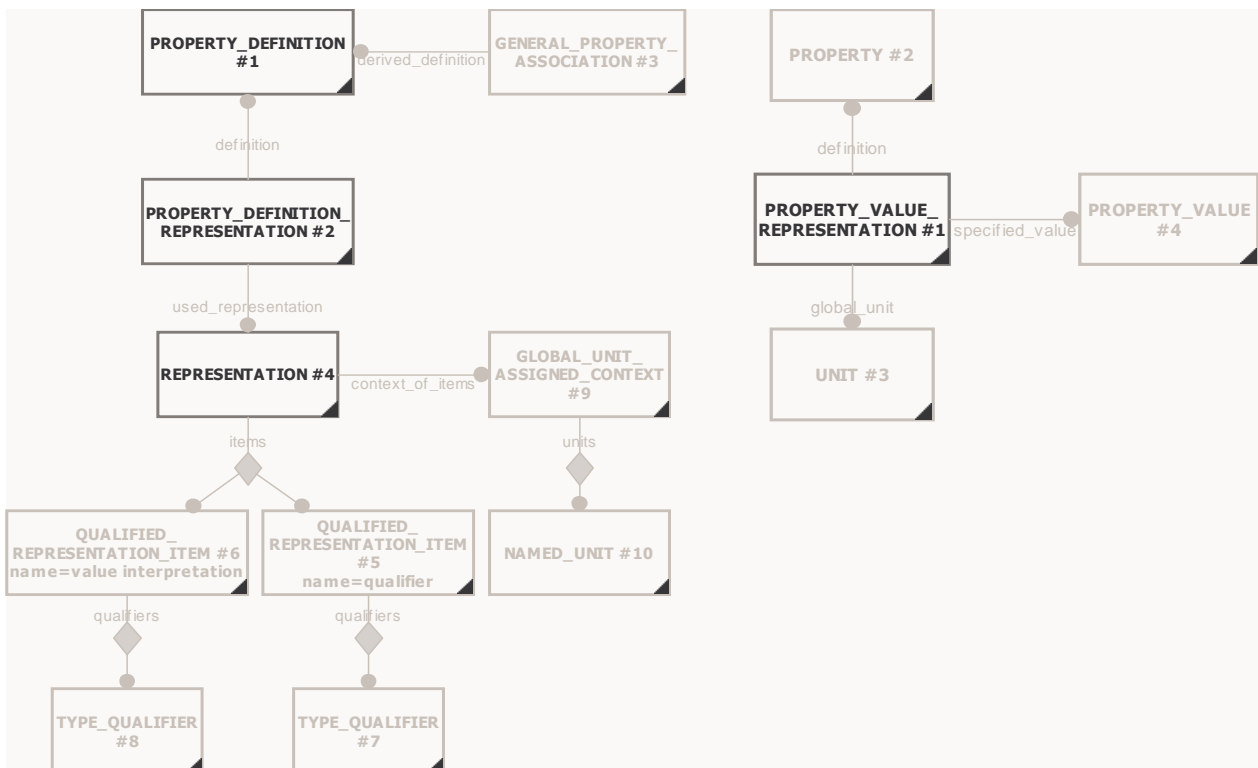 PROPERTY_DEFINITION
#1
derived_definition
GENERAL_PROPERTY_
ASSOCIATION #3
PROPERTY #2
definition
definition
PROPERTY_DEFINITION_
REPRESENTATION #2
PROPERTY_VALUE_
REPRESENTATION #1
specified_value
PROPERTY_VALUE
#4
used_representation
global_unit
REPRESENTATION #4
context_of_items
GLOBAL_UNIT_
ASSIGNED_CONTEXT
#9
UNIT #3
items
units
QUALIFIED_
REPRESENTATION_ITEM #6
name=value interpretation
QUALIFIED_
REPRESENTATION_ITEM
#5
name=qualifier
NAMED_UNIT #10
qualifiers
qualifiers
TYPE_QUALIFIER
#8
TYPE_QUALIFIER
#7